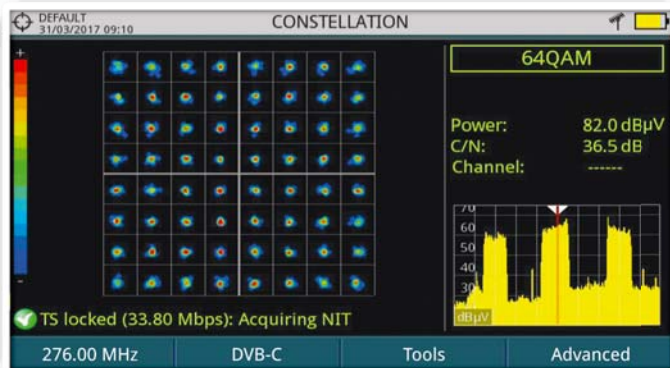 DEFAULT
31/03/2017 09:10
CONSTELLATION
+
-
64QAM
Power: 82.0 dBµV
C/N: 36.5 dB
Channel: ------
70
60
50
40
30
dBµV
TS locked (33.80 Mbps): Acquiring NIT
276.00 MHz DVB-C Tools Advanced